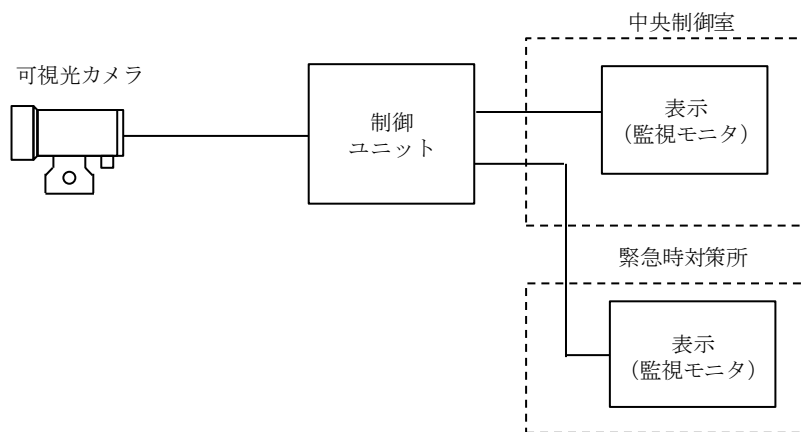 中央制御室
可視光カメラ
制御
ユニット
表示
（監視モニタ）
緊急時対策所
表示
（監視モニタ）